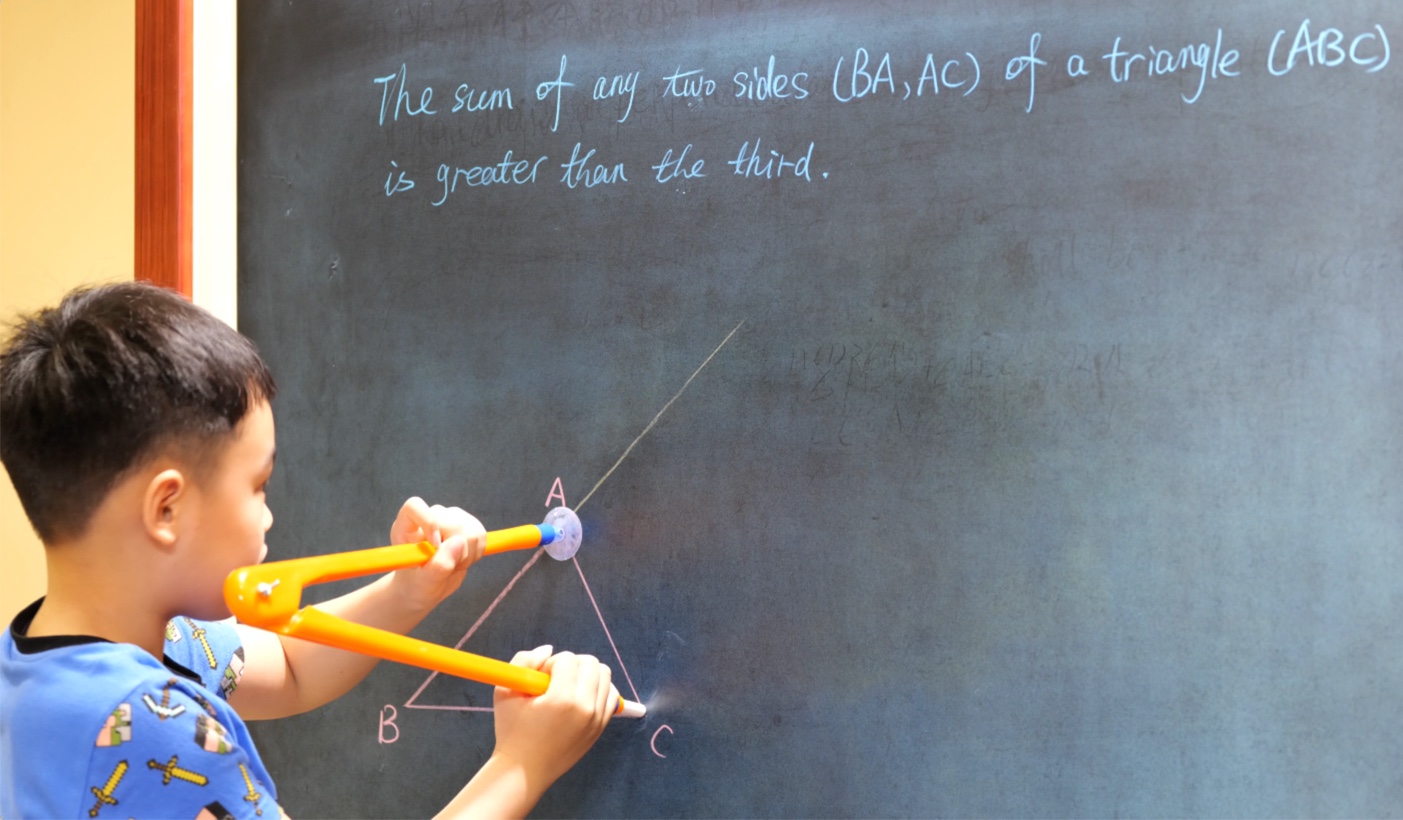 The sum of any two sides (BA, AC) of a triangle (ABC)
is greater than the third.
A
B
C